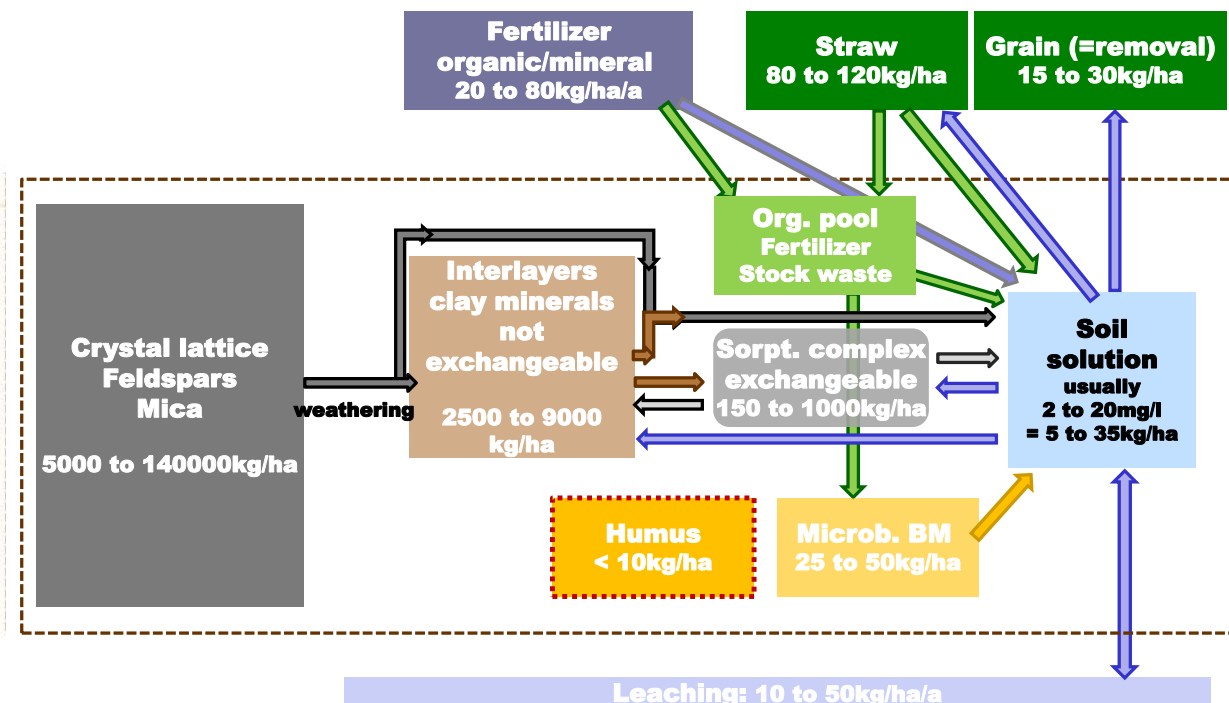 Fertilizer
organic/mineral
20 to 80kg/ha/a
Straw
80 to 120kg/ha
Grain (=removal)
15 to 30kg/ha
Crystal lattice
Feldspars
Mica
5000 to 140000kg/ha
weathering
Interlayers
clay minerals
not
exchangeable
2500 to 9000
kg/ha
Org. pool
Fertilizer
Stock waste
Sorpt. complex
exchangeable
150 to 1000kg/ha
Soil
solution
usually
2 to 20mg/l
= 5 to 35kg/ha
Humus
< 10kg/ha
Microb. BM
25 to 50kg/ha
Leaching: 10 to 50kg/ha/a